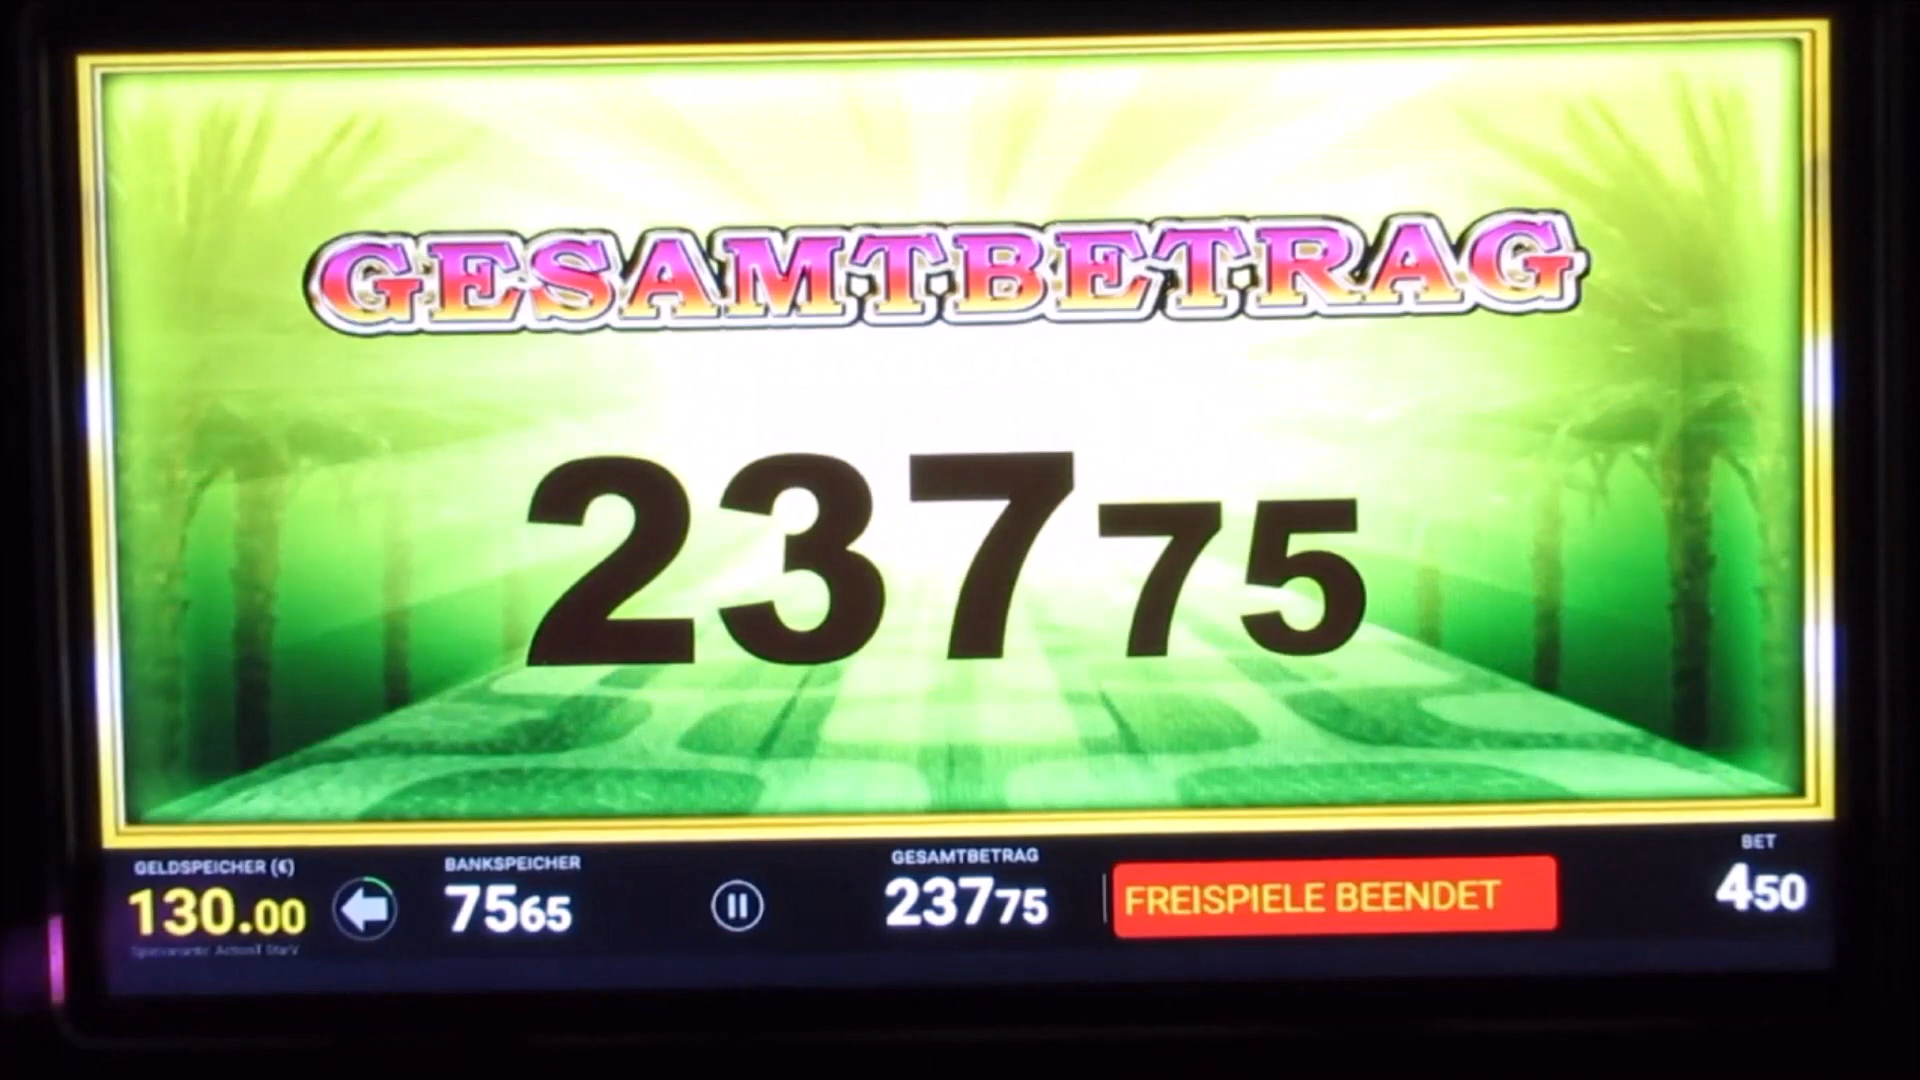 GESAMTBETRAG
23775
GELDSPEICHER (€)
130.00
BANKSPEICHER
7565
GESAMTBETRAG
23775
FREISPIELE BEENDET
BET
450